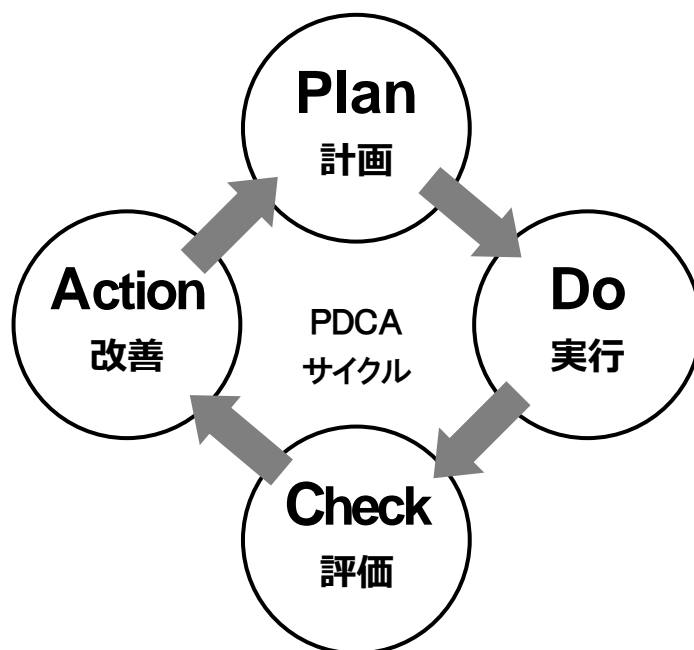 Plan
計画
Do
実行
Check
評価
Action
改善
PDCA
サイクル